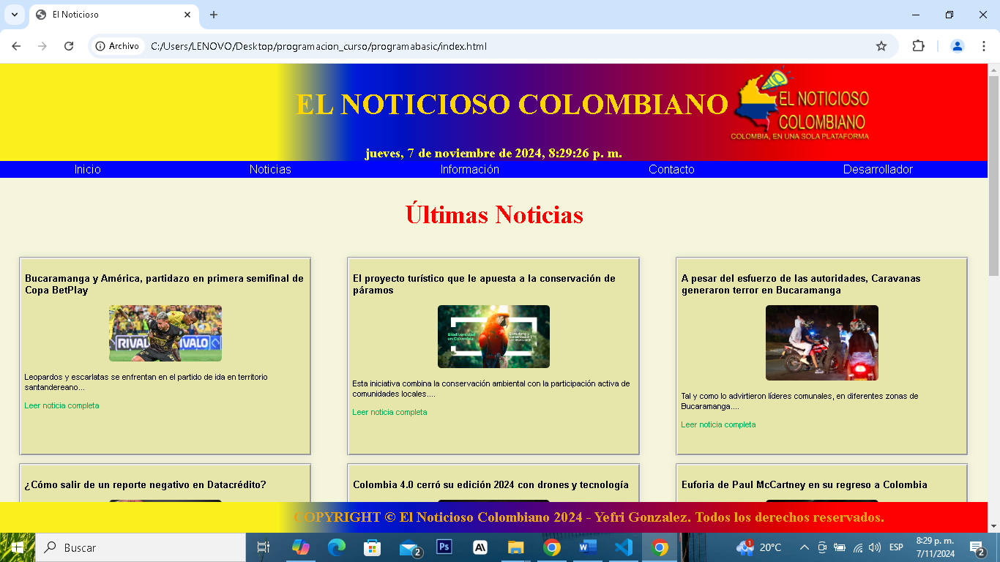 El Noticioso
Archivo
C:/Users/LENOVO/Desktop/programacion_curso/programabasic/index.html
EL NOTICIOSO COLOMBIANO
EL NOTICIOSO
COLOMBIANO
COLOMBIA, EN UNA SOLA PLATAFORMA
jueves, 7 de noviembre de 2024, 8:29:26 p. m.
Inicio Noticias Información Contacto Desarrollador
Últimas Noticias
Bucaramanga y América, partidazo en primera semifinal de
Copa BetPlay
RIVAL RIVALO
Leopardos y escarlatas se enfrentan en el partido de ida en territorio
santandereano...
Leer noticia completa
El proyecto turístico que le apuesta a la conservación de
páramos
Biodiversidad
en Colombia:
Esta iniciativa combina la conservación ambiental con la participación activa de
comunidades locales....
Leer noticia completa
A pesar del esfuerzo de las autoridades, Caravanas
generaron terror en Bucaramanga
Tal y como lo advirtieron líderes comunales, en diferentes zonas de
Bucaramanga....
Leer noticia completa
¿Cómo salir de un reporte negativo en Datacrédito?
Colombia 4.0 cerró su edición 2024 con drones y tecnología
Euforia de Paul McCartney en su regreso a Colombia
COPYRIGHT © El Noticioso Colombiano 2024 - Yefri Gonzalez. Todos los derechos reservados.
Buscar
2
Ps
A\
W
1
20°C
ESP
8:29 p. m.
7/11/2024
2